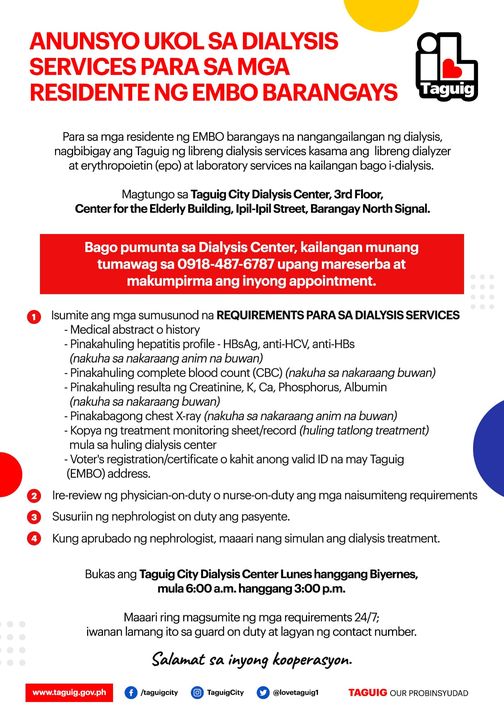 ANUNSYO UKOL SA DIALYSIS
SERVICES PARA SA MGA
RESIDENTE NG EMBO BARANGAYS
iL
Taguig
Para sa mga residente ng EMBO barangays na nangangailangan ng dialysis,
nagbibigay ang Taguig ng libreng dialysis services kasama ang libreng dialyzer
at erythropoietin (epo) at laboratory services na kailangan bago i-dialysis.
Magtungo sa Taguig City Dialysis Center, 3rd Floor,
Center for the Elderly Building, Ipil-Ipil Street, Barangay North Signal.
Bago pumunta sa Dialysis Center, kailangan munang
tumawag sa 0918-487-6787 upang mareserba at
makumpirma ang inyong appointment.
1 Isumite ang mga sumusunod na REQUIREMENTS PARA SA DIALYSIS SERVICES
- Medical abstract o history
- Pinakahuling hepatitis profile - HBsAg, anti-HCV, anti-HBs
(nakuha sa nakaraang anim na buwan)
- Pinakahuling complete blood count (CBC) (nakuha sa nakaraang buwan)
- Pinakahuling resulta ng Creatinine, K, Ca, Phosphorus, Albumin
(nakuha sa nakaraang buwan)
- Pinakabagong chest X-ray (nakuha sa nakaraang anim na buwan)
- Kopya ng treatment monitoring sheet/record (huling tatlong treatment)
mula sa huling dialysis center
- Voter's registration/certificate o kahit anong valid ID na may Taguig
(EMBO) address.
2 Ire-review ng physician-on-duty o nurse-on-duty ang mga naisumiteng requirements
3 Susuriin ng nephrologist on duty ang pasyente.
4 Kung aprubado ng nephrologist, maaari nang simulan ang dialysis treatment.
Bukas ang Taguig City Dialysis Center Lunes hanggang Biyernes,
mula 6:00 a.m. hanggang 3:00 p.m.
Maaari ring magsumite ng mga requirements 24/7;
iwanan lamang ito sa guard on duty at lagyan ng contact number.
Salamat sa inyong kooperasyon.
www.taguig.gov.ph /taguigcity TaguigCity @lovetaguig1 TAGUIG OUR PROBINSYUDAD